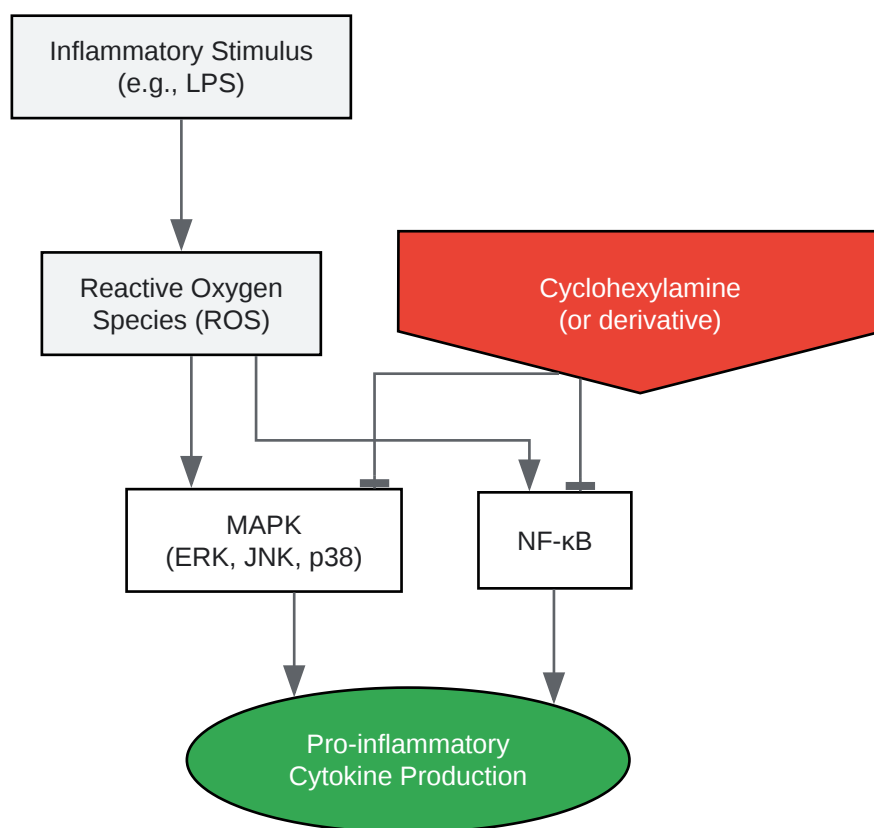 Inflammatory Stimulus
(e.g., LPS)
Reactive Oxygen
Species (ROS)
Cyclohexylamine
(or derivative)
MAPK
(ERK, JNK, p38)
NF-κB
Pro-inflammatory
Cytokine Production